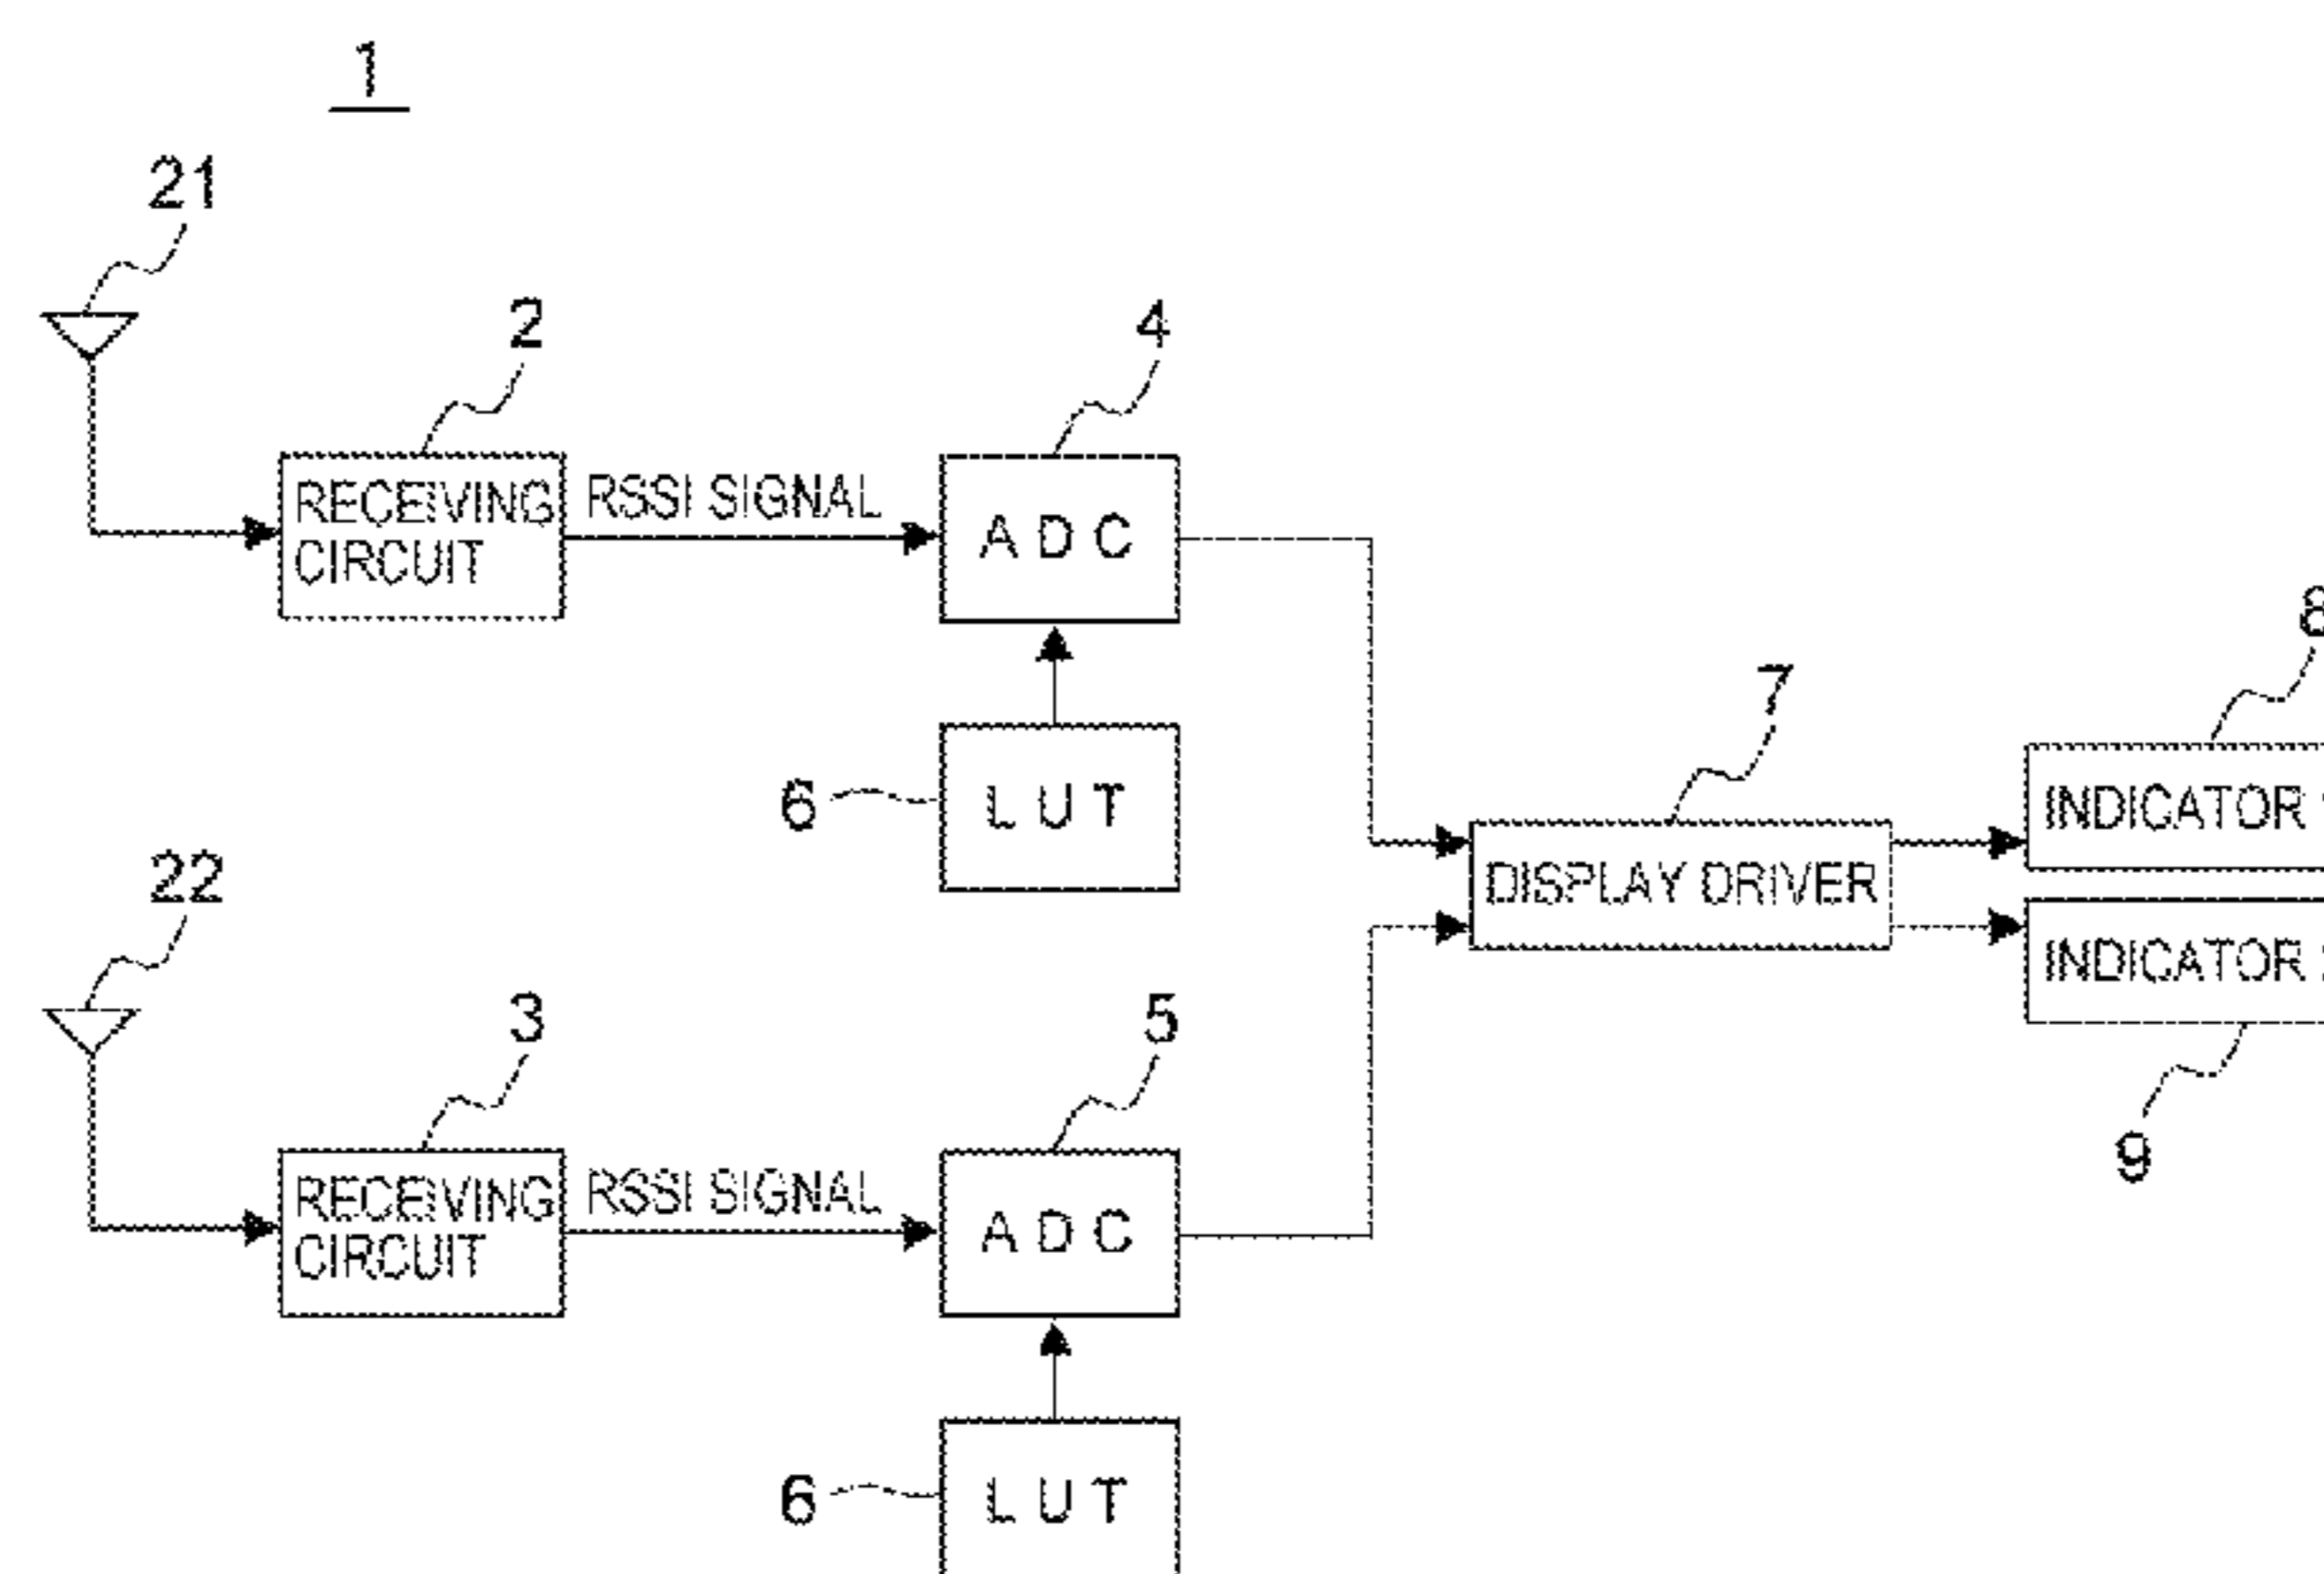 1
21
2
4
RECEIVING
CIRCUIT
RSSI SIGNAL
ADC
8
7
6
LUT
INDICATOR
DISPLAY DRIVER
22
INDICATOR
3
5
9
RECEIVING
CIRCUIT
RSSI SIGNAL
ADC
6
LUT